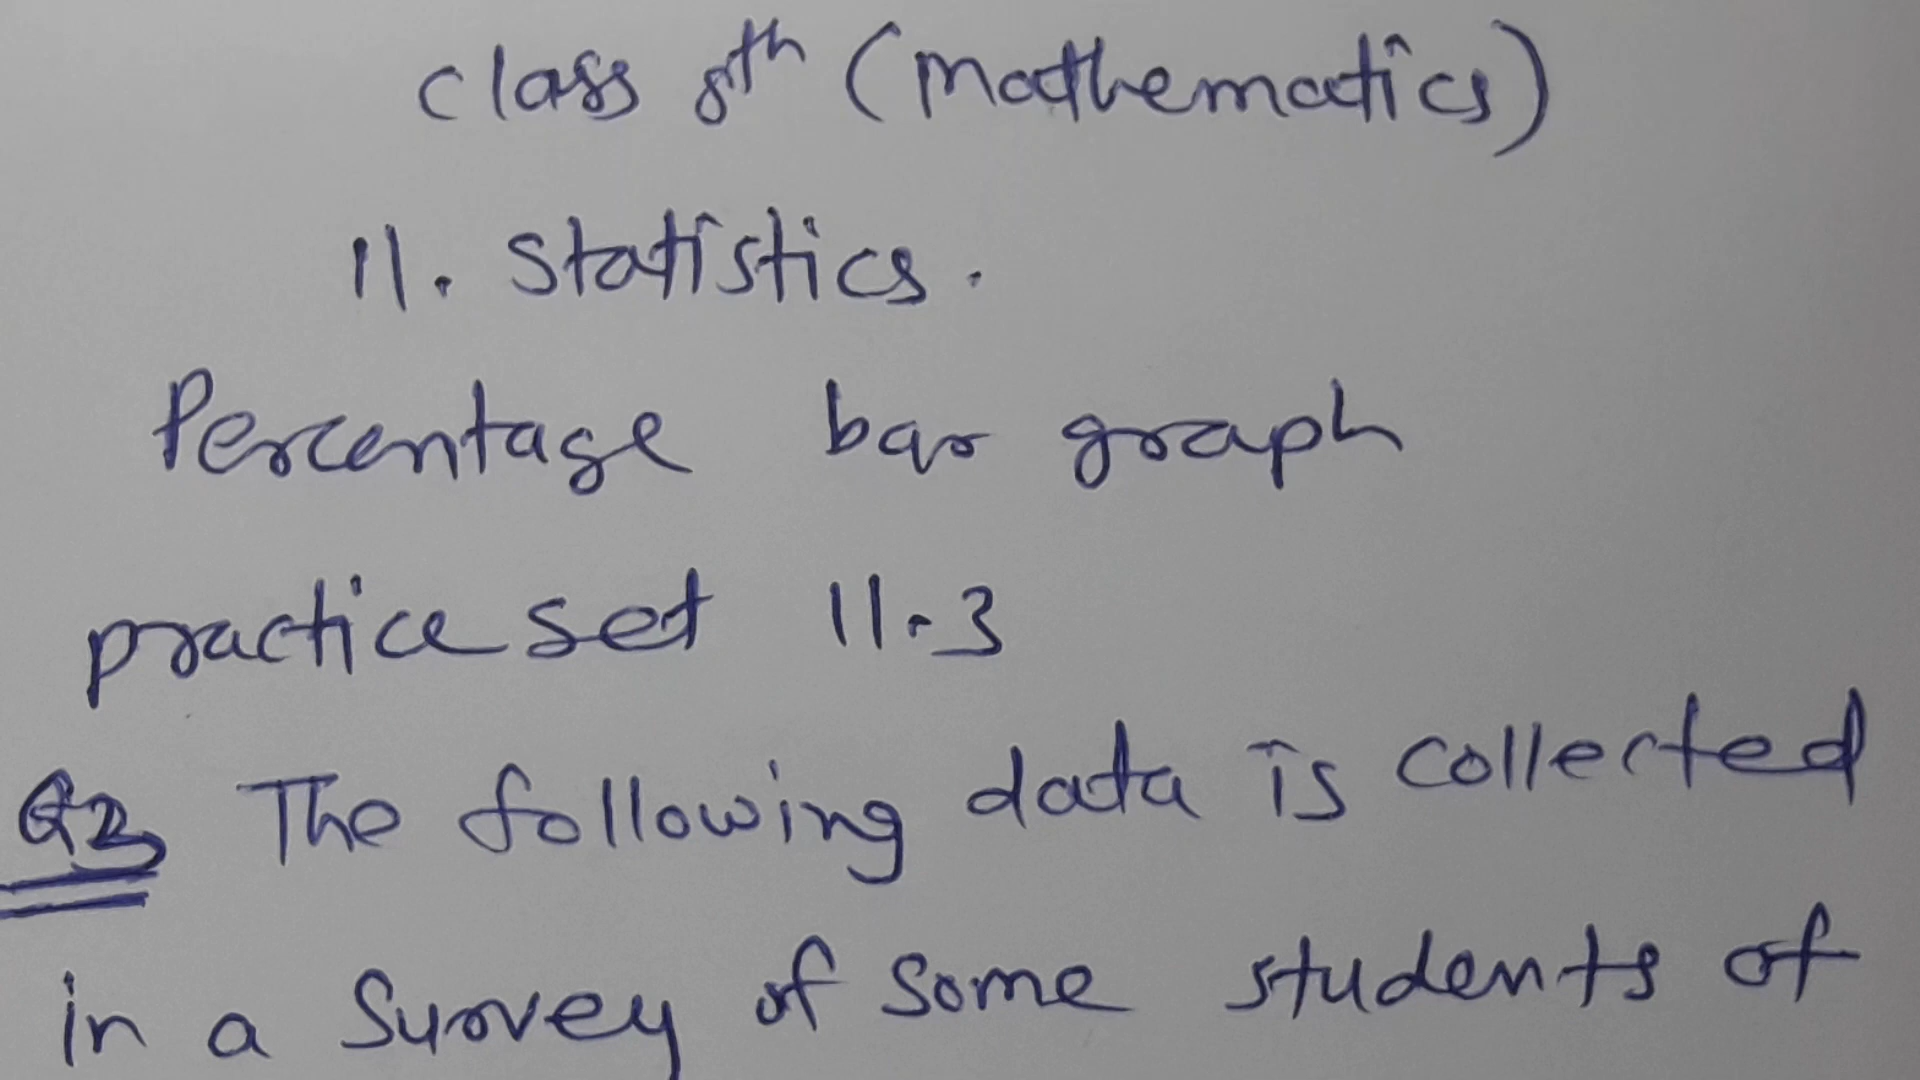 class 8th (Mathematics)
11. Statistics.
Percentage bar graph
practice set 11.3
Q2 The following data is collected
in a Survey of some students of